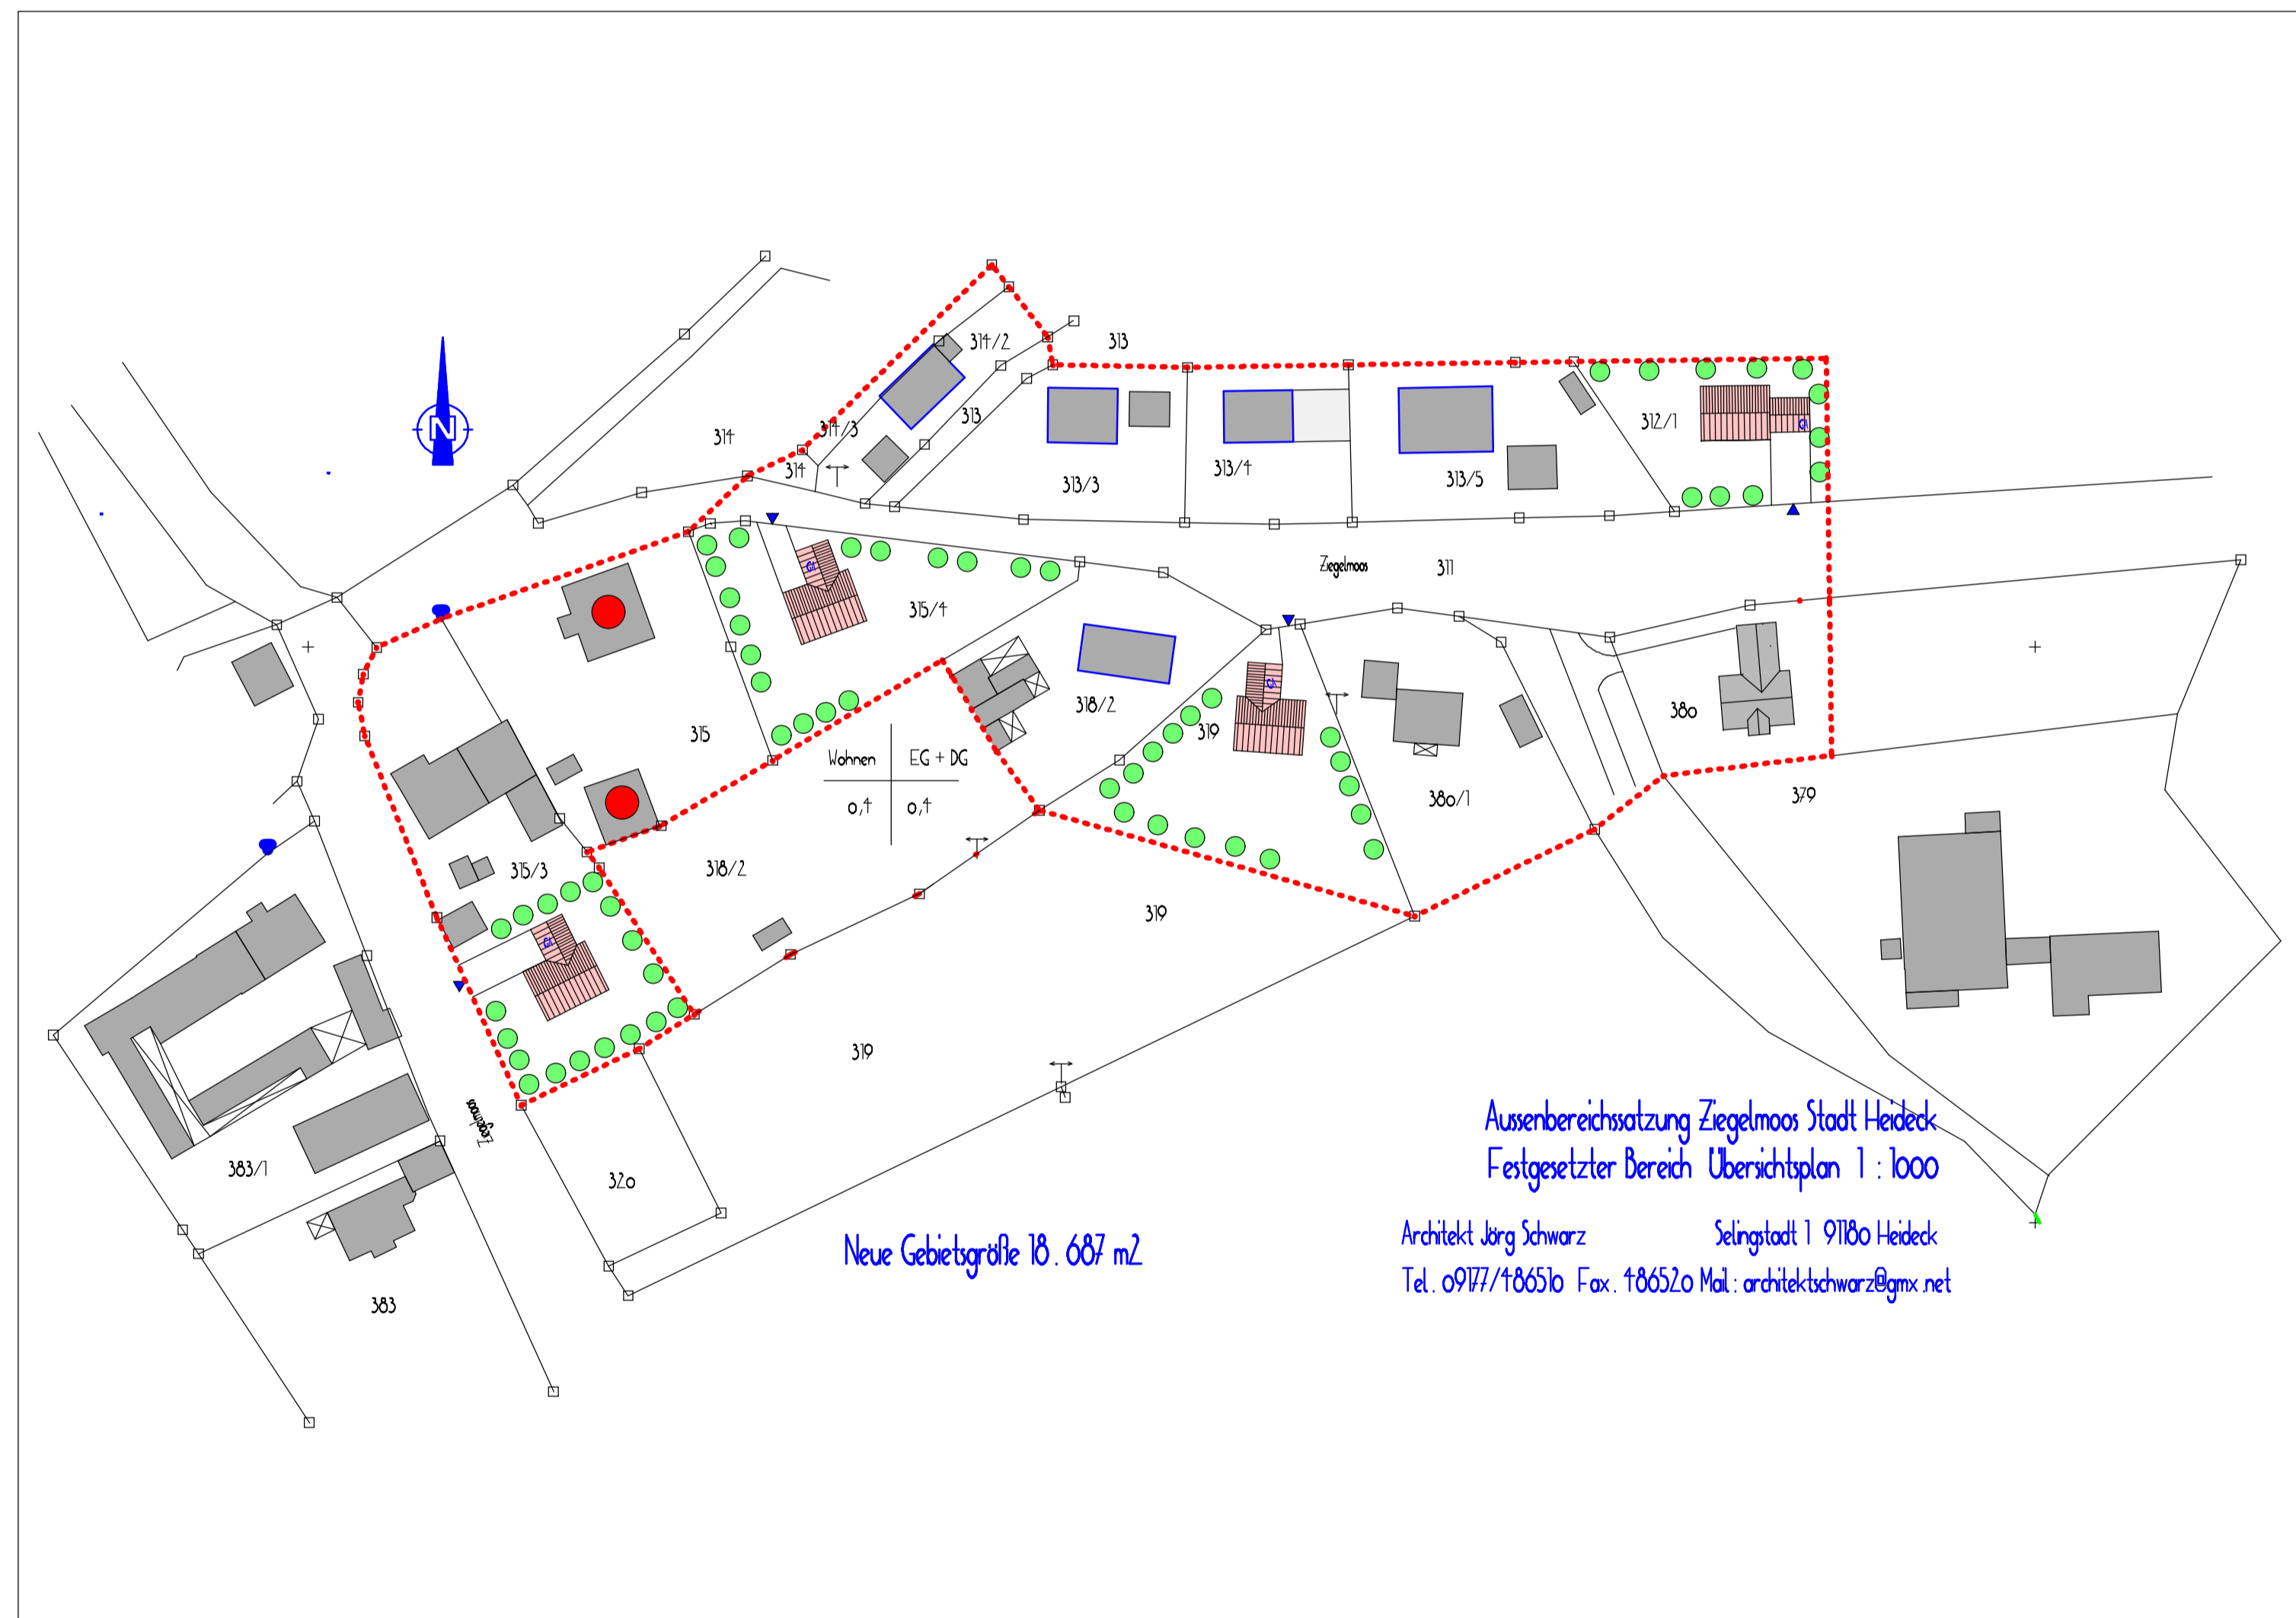 314/2
313
314/3
313
314
314
312/1
G
313/3
313/4
313/5
N
Ziegelmoos
311
G
315/4
318/2
319
G
380
315
Wohnen
EG + DG
0,4
0,4
380/1
379
315/3
318/2
G
319
319
Ziegelmoos
383/1
320
383
Aussenbereichssatzung Ziegelmoos Stadt Heideck
Festgesetzter Bereich Übersichtsplan 1 : 1000
Neue Gebietsgröße 18 . 687 m2
Architekt Jörg Schwarz Selingstadt 1 91180 Heideck
Tel . 09177/486510 Fax . 486520 Mail : architektschwarz@gmx.net